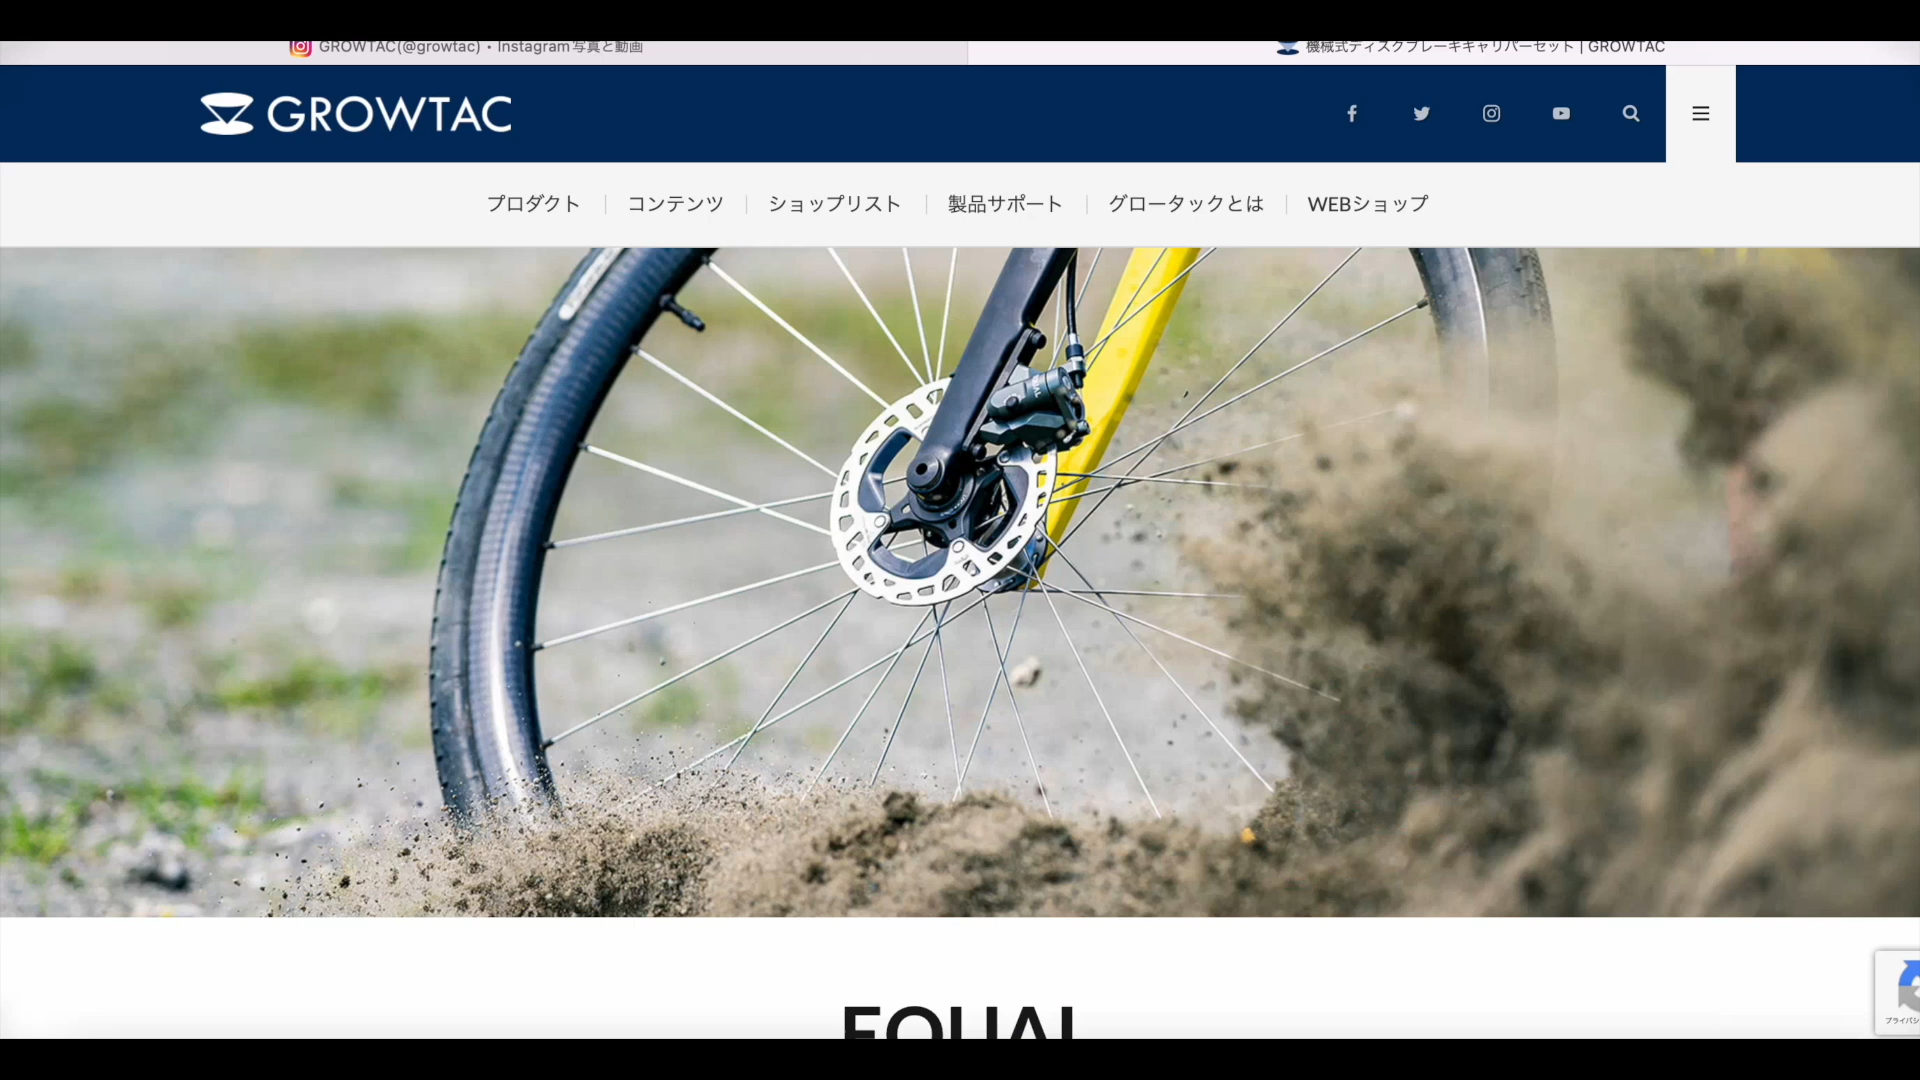 GROWTAC(@growtac) • Instagram写真と動画
機械式ディスクブレーキキャリパーセット | GROWTAC
GROWTAC
プロダクト
コンテンツ
ショップリスト
製品サポート
グロータックとは
WEBショップ
EQUAL